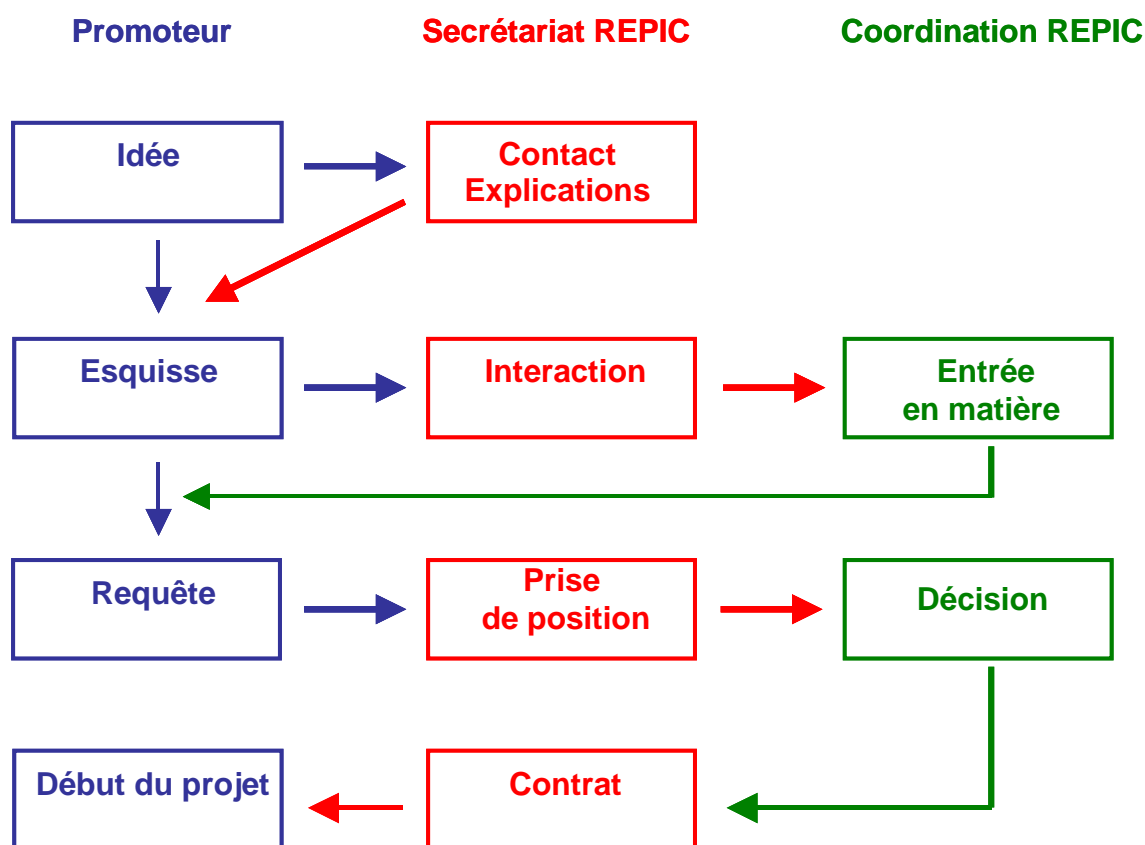 Promoteur
Secrétariat REPIC
Coordination REPIC
Idée
Contact
Explications
Esquisse
Interaction
Entrée
en matière
Requête
Prise
de position
Décision
Début du projet
Contrat